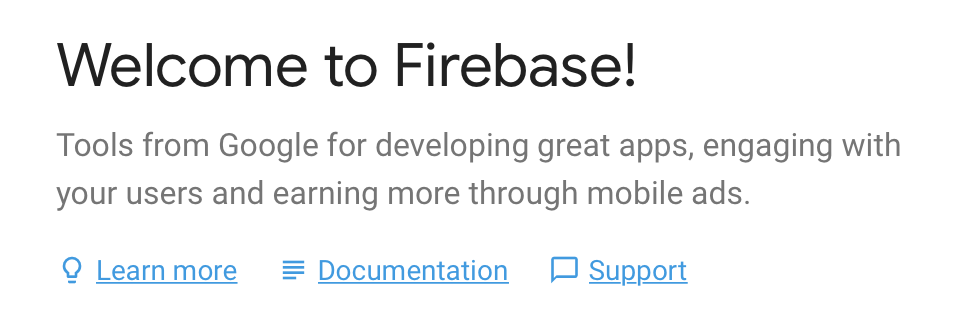 Welcome to Firebase!
Tools from Google for developing great apps, engaging with
your users and earning more through mobile ads.
Learn more Documentation Support